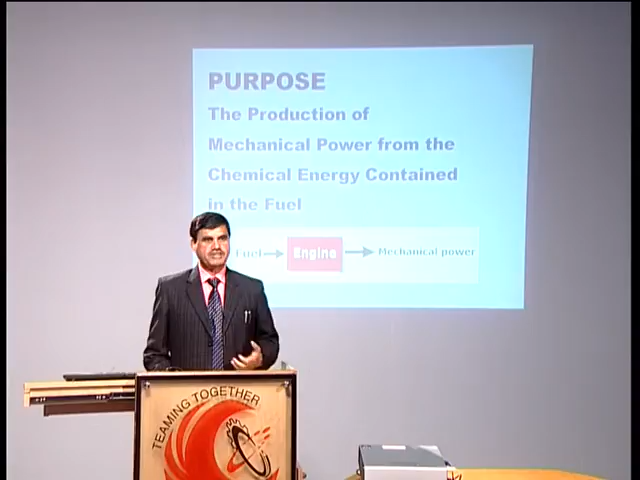 PURPOSE
The Production of
Mechanical Power from the
Chemical Energy Contained
in the Fuel
Fuel Engine Mechanical power
TEAMING TOGETHER